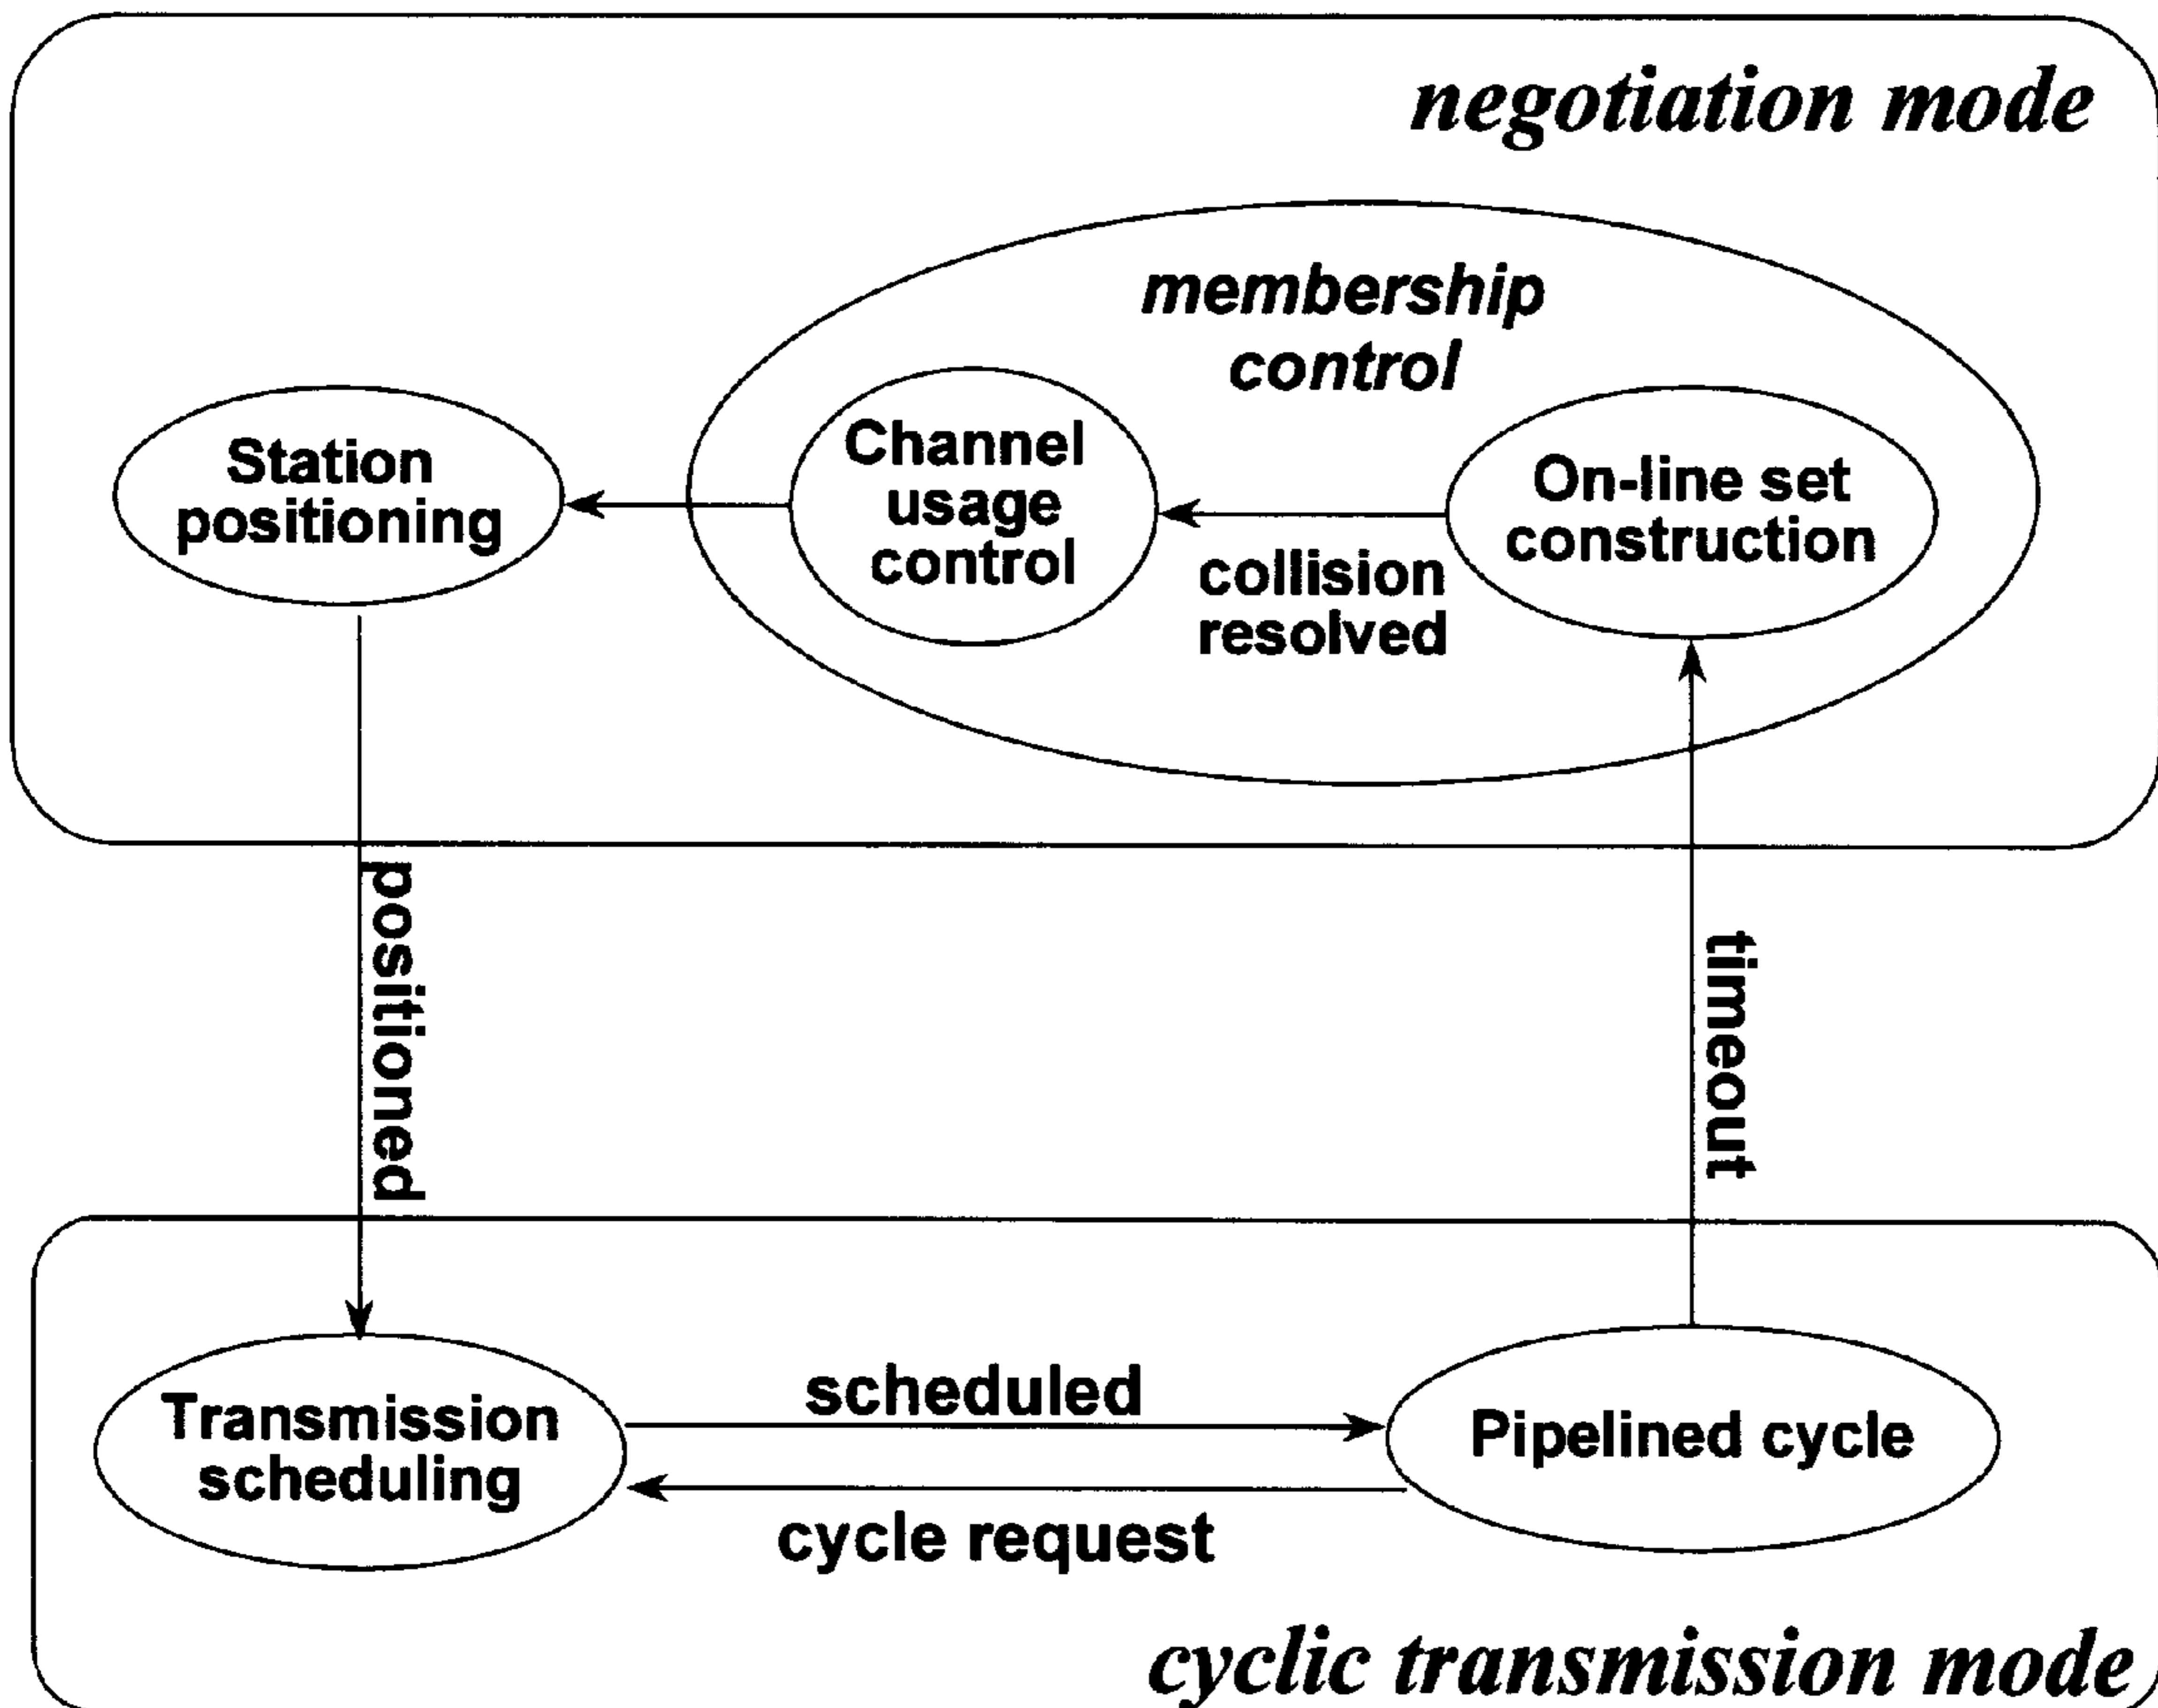 negotiation mode
membership
control
Station
positioning
Channel
usage
control
On-line set
construction
collision
resolved
positioned
timeout
Transmission
scheduling
scheduled
Pipelined cycle
cycle request
cyclic transmission mode